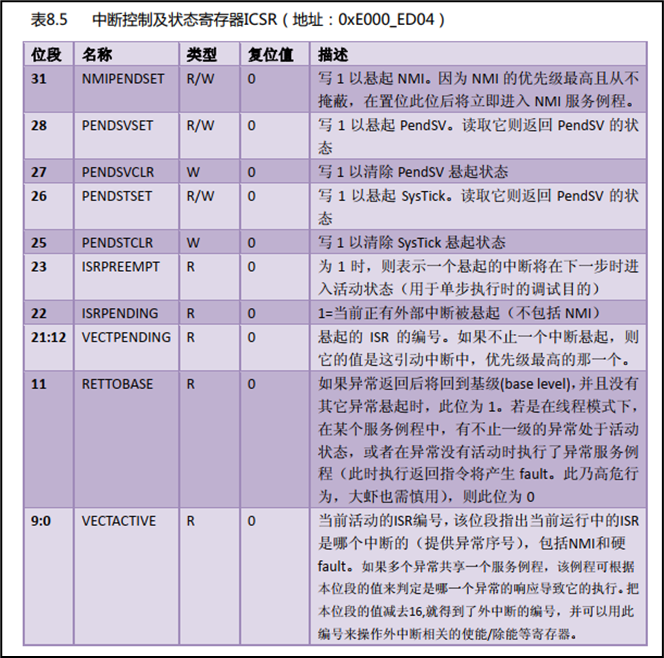 表8.5 中断控制及状态寄存器ICSR（地址：0xE000_ED04）
位段 名称 类型 复位值 描述
31 NMIPENDSET R/W 0 写 1 以悬起 NMI。因为 NMI 的优先级最高且从不
掩蔽，在置位此位后将立即进入 NMI 服务例程。
28 PENDSVSET R/W 0 写 1 以悬起 PendSV。读取它则返回 PendSV 的状
态
27 PENDSVCLR W 0 写 1 以清除 PendSV 悬起状态
26 PENDSTSET R/W 0 写 1 以悬起 SysTick。读取它则返回 PendSV 的状
态
25 PENDSTCLR W 0 写 1 以清除 SysTick 悬起状态
23 ISRPREEMPT R 0 为 1 时，则表示一个悬起的中断将在下一步时进
入活动状态（用于单步执行时的调试目的）
22 ISRPENDING R 0 1=当前正有外部中断被悬起（不包括 NMI）
21:12 VECTPENDING R 0 悬起的 ISR 的编号。如果不止一个中断悬起，则
它的值是这引动中断中，优先级最高的那一个。
11 RETTOBASE R 0 如果异常返回后将回到基级(base level)，并且没有
其它异常悬起时，此位为 1。若是在线程模式下，
在某个服务例程中，有不止一级的异常处于活动
状态，或者在异常没有活动时执行了异常服务例
程（此时执行返回指令将产生 fault。此乃高危行
为，大虾也需慎用），则此位为 0
9:0 VECTACTIVE R 0 当前活动的ISR编号，该位段指出当前运行中的ISR
是哪个中断的（提供异常序号），包括NMI和硬
fault。如果多个异常共享一个服务例程，该例程可根据
本位段的值来判定是哪一个异常的响应导致它的执行。把
本位段的值减去16,就得到了外中断的编号，并可以用此
编号来操作外中断相关的使能/除能等寄存器。